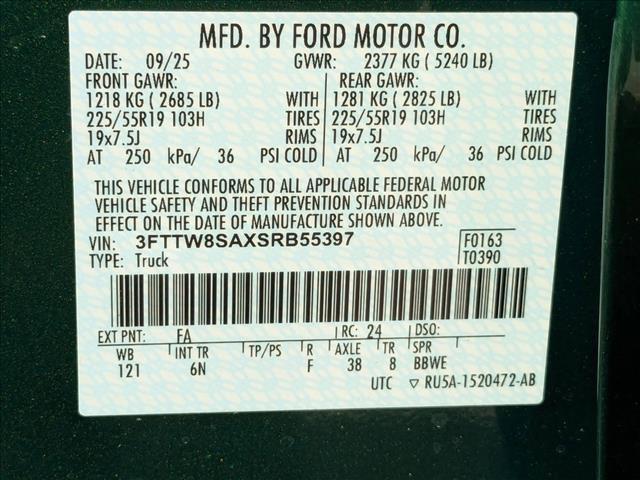 MFD. BY FORD MOTOR CO.
DATE: 09/25 GVWR: 2377 KG ( 5240 LB)
FRONT GAWR: REAR GAWR:
1218 KG ( 2685 LB) WITH 1281 KG ( 2825 LB) WITH
225/55R19 103H TIRES 225/55R19 103H TIRES
19x7.5J RIMS 19x7.5J RIMS
AT 250 kPa/ 36 PSI COLD AT 250 kPa/ 36 PSI COLD
THIS VEHICLE CONFORMS TO ALL APPLICABLE FEDERAL MOTOR
VEHICLE SAFETY AND THEFT PREVENTION STANDARDS IN
EFFECT ON THE DATE OF MANUFACTURE SHOWN ABOVE.
VIN: 3FTTW8SAXSRB55397 F0163
TYPE: Truck T0390
EXT PNT: FA RC: 24 DSO:
WB INT TR TP/PS R AXLE TR SPR
121 6N F 38 8 BBWE
UTC ▽ RU5A-1520472-AB